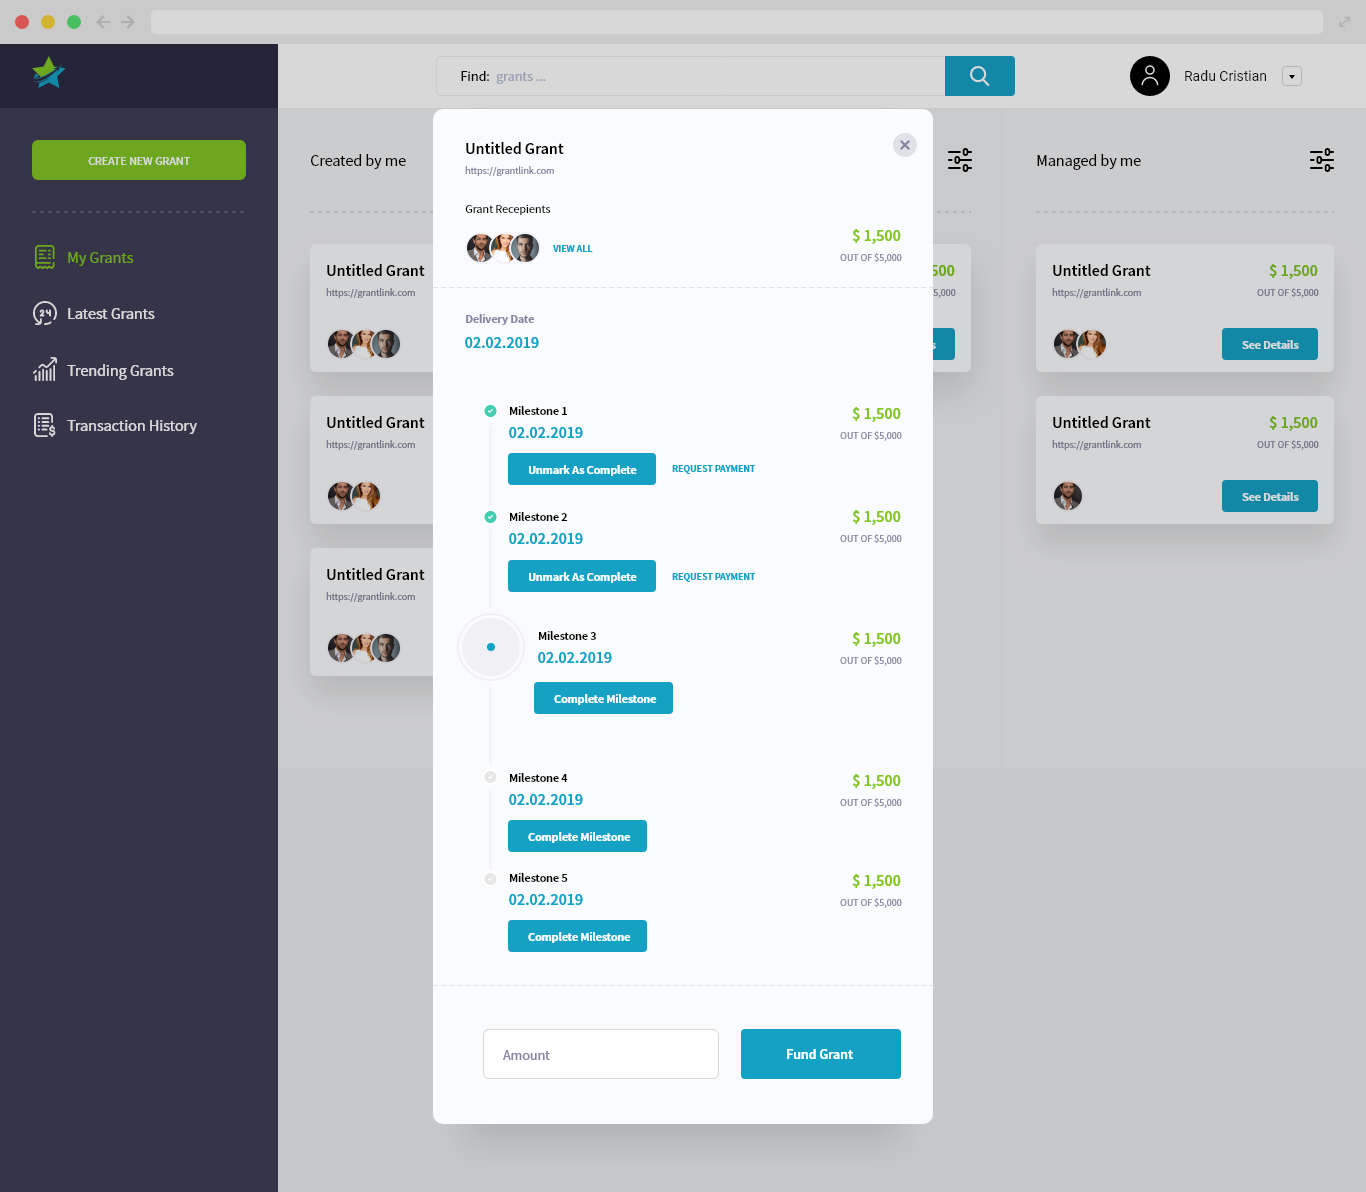 Find: grants ...
Radu Cristian
CREATE NEW GRANT
My Grants
24
Latest Grants
Trending Grants
Transaction History
Created by me
Untitled Grant
https://grantlink.com
Untitled Grant
https://grantlink.com
Untitled Grant
https://grantlink.com
Untitled Grant
https://grantlink.com
Grant Recepients
VIEW ALL
$ 1,500
OUT OF $5,000
Delivery Date
02.02.2019
Milestone 1
02.02.2019
$ 1,500
OUT OF $5,000
Unmark As Complete
REQUEST PAYMENT
Milestone 2
02.02.2019
$ 1,500
OUT OF $5,000
Unmark As Complete
REQUEST PAYMENT
Milestone 3
02.02.2019
$ 1,500
OUT OF $5,000
Complete Milestone
Milestone 4
02.02.2019
$ 1,500
OUT OF $5,000
Complete Milestone
Milestone 5
02.02.2019
$ 1,500
OUT OF $5,000
Complete Milestone
Amount
Fund Grant
500
5,000
s
Managed by me
Untitled Grant
https://grantlink.com
$ 1,500
OUT OF $5,000
See Details
Untitled Grant
https://grantlink.com
$ 1,500
OUT OF $5,000
See Details